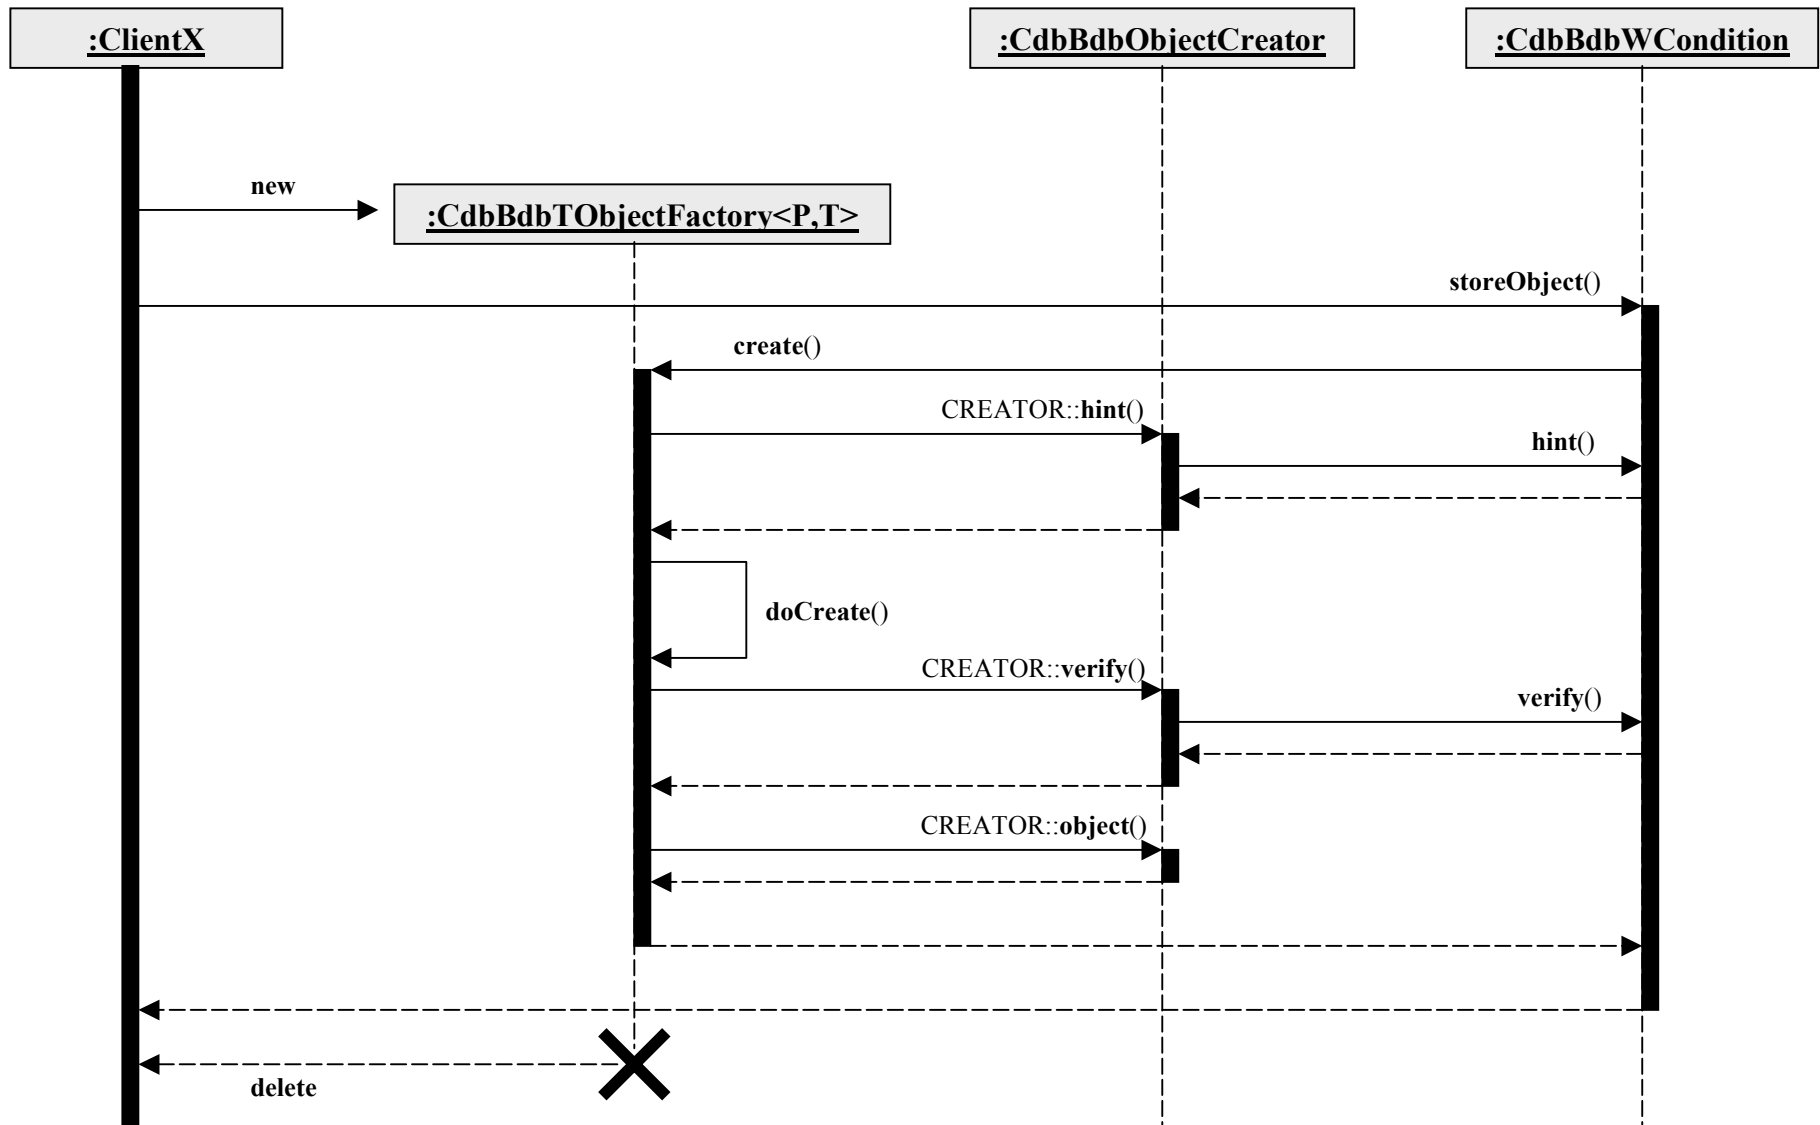 :ClientX
:CdbBdbObjectCreator
:CdbBdbWCondition
new
:CdbBdbTObjectFactory<P,T>
storeObject()
create()
CREATOR::hint()
hint()
doCreate()
CREATOR::verify()
verify()
CREATOR::object()
delete